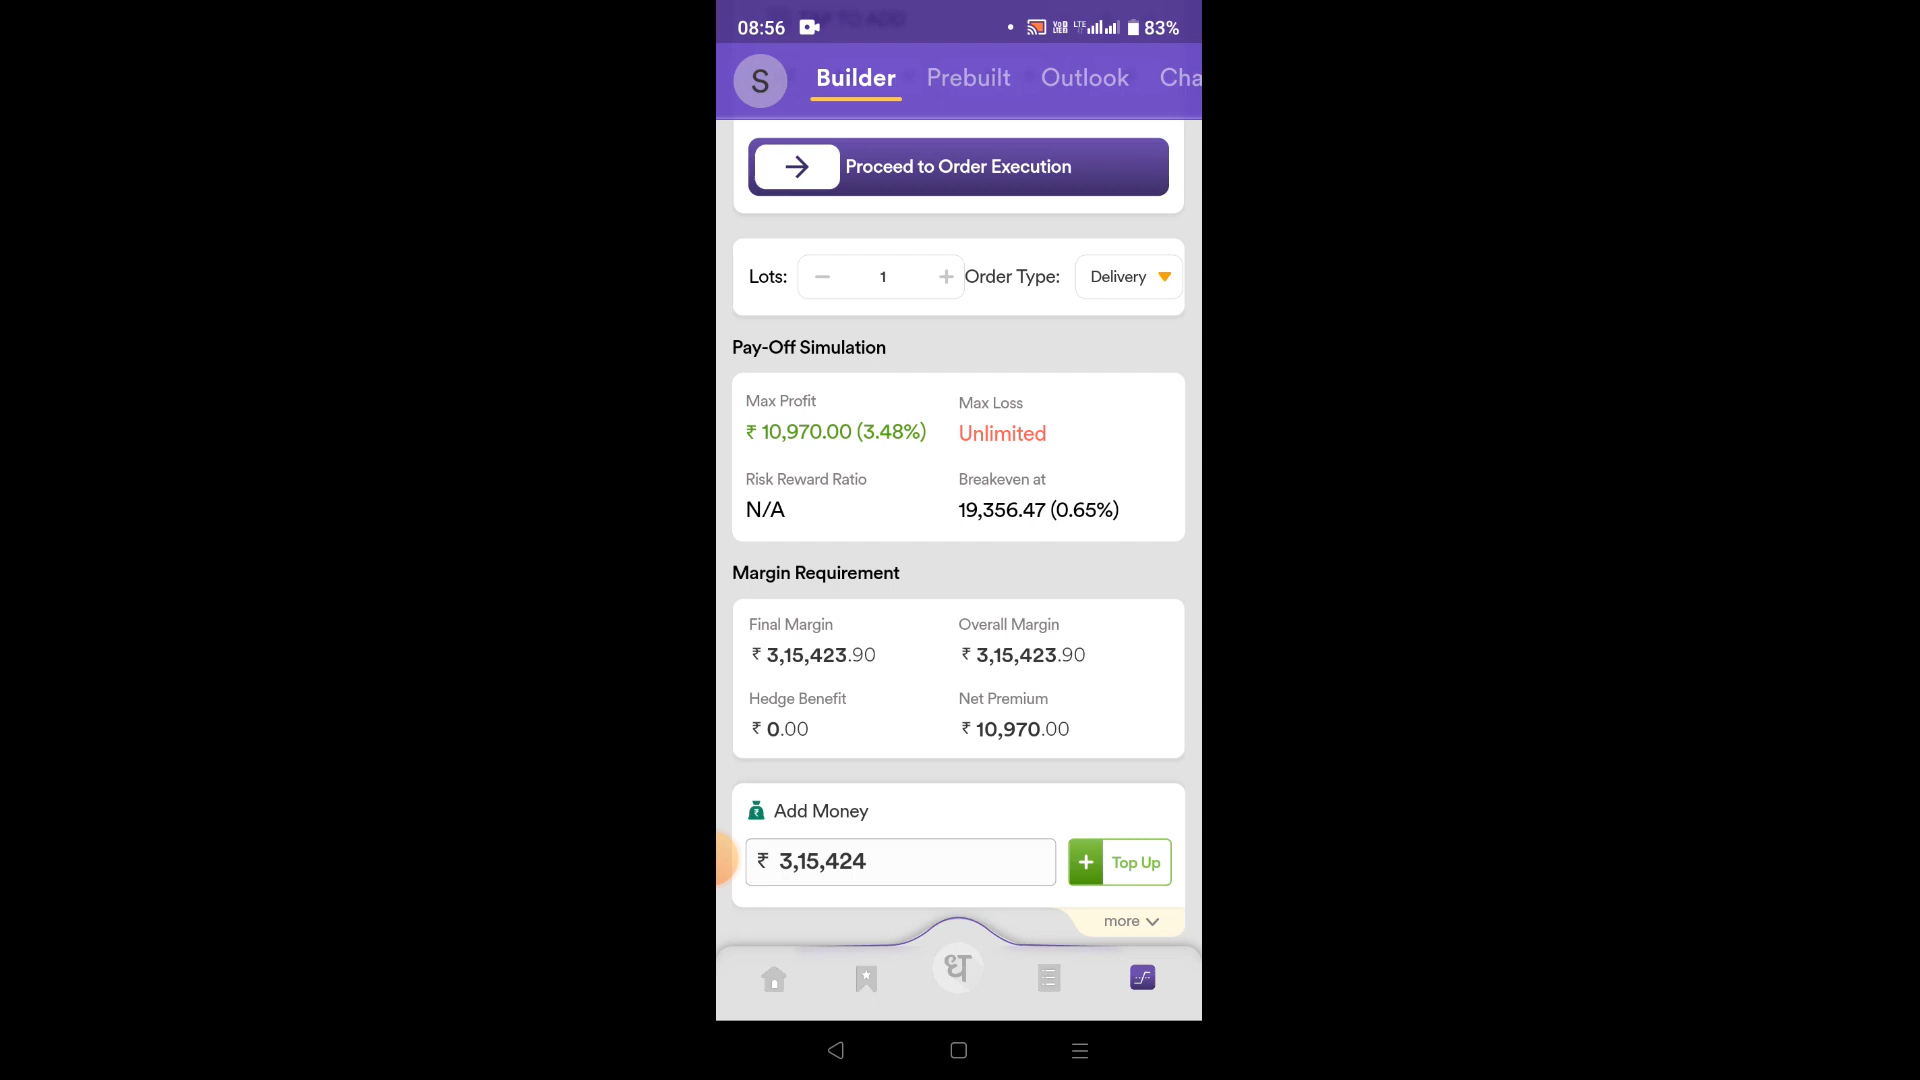 08:56 LTE 83%
S Builder Prebuilt Outlook Cha
Proceed to Order Execution
Lots: 1 Order Type: Delivery
Pay-Off Simulation
Max Profit Max Loss
₹ 10,970.00 (3.48%) Unlimited
Risk Reward Ratio Breakeven at
N/A 19,356.47 (0.65%)
Margin Requirement
Final Margin Overall Margin
₹ 3,15,423.90 ₹ 3,15,423.90
Hedge Benefit Net Premium
₹ 0.00 ₹ 10,970.00
Add Money
₹ 3,15,424 + Top Up
more
ध